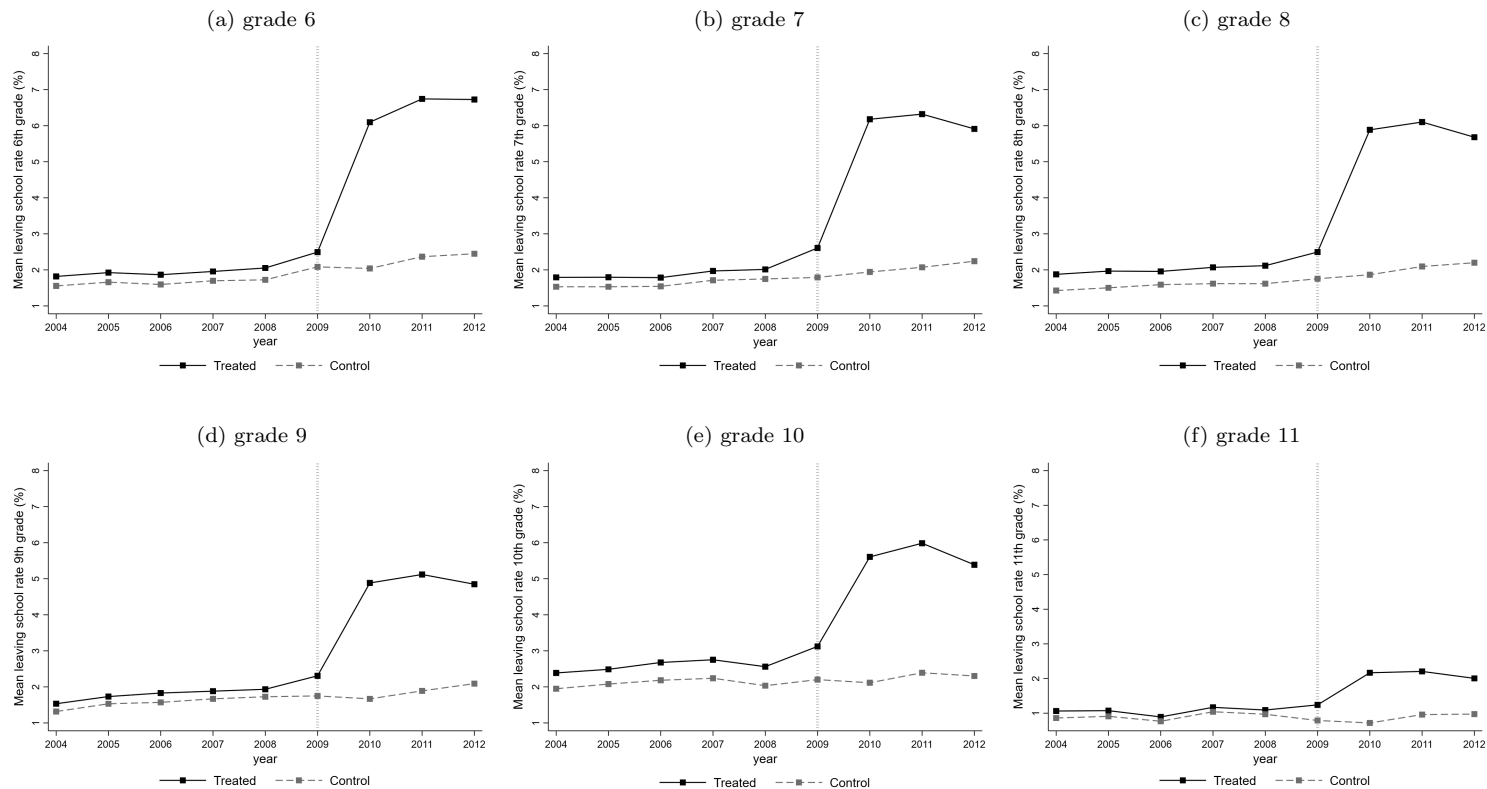 (a) grade 6
Mean leaving school rate 6th grade (%)
8
7
6
5
4
3
2
1
2004 2005 2006 2007 2008 2009 2010 2011 2012
year
Treated Control
(b) grade 7
Mean leaving school rate 7th grade (%)
8
7
6
5
4
3
2
1
2004 2005 2006 2007 2008 2009 2010 2011 2012
year
Treated Control
(c) grade 8
Mean leaving school rate 8th grade (%)
8
7
6
5
4
3
2
1
2004 2005 2006 2007 2008 2009 2010 2011 2012
year
Treated Control
(d) grade 9
Mean leaving school rate 9th grade (%)
8
7
6
5
4
3
2
1
2004 2005 2006 2007 2008 2009 2010 2011 2012
year
Treated Control
(e) grade 10
Mean leaving school rate 10th grade (%)
8
7
6
5
4
3
2
1
2004 2005 2006 2007 2008 2009 2010 2011 2012
year
Treated Control
(f) grade 11
Mean leaving school rate 11th grade (%)
8
7
6
5
4
3
2
1
2004 2005 2006 2007 2008 2009 2010 2011 2012
year
Treated Control